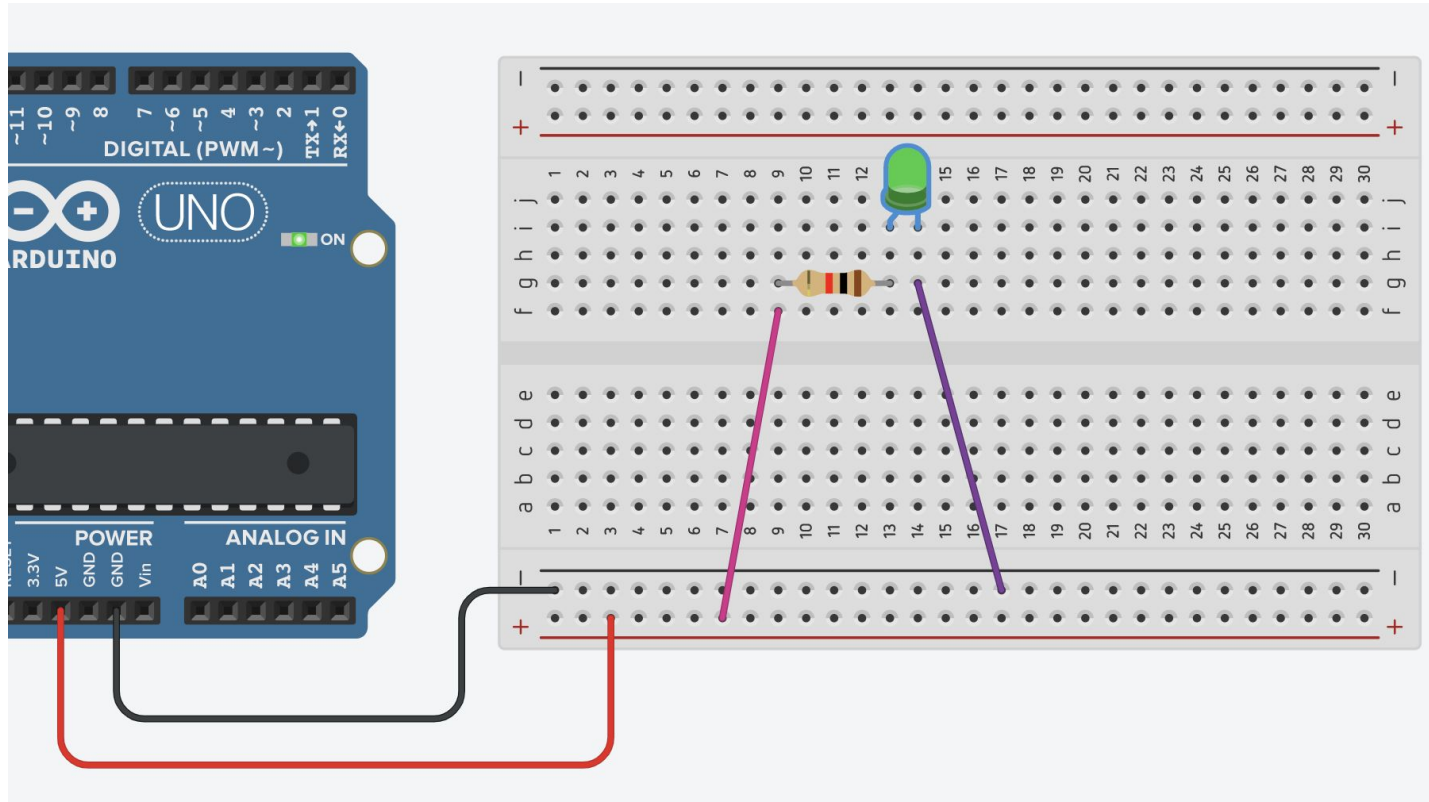 ~11 ~10 ~9 8 7 ~6 ~5 4 ~3 2 TX→1 RX←0
DIGITAL (PWM~)
UNO
ON
ARDUINO
POWER ANALOG IN
3.3V 5V GND GND Vin A0 A1 A2 A3 A4 A5
− −
+ +
1 2 3 4 5 6 7 8 9 10 11 12 15 16 17 18 19 20 21 22 23 24 25 26 27 28 29 30
j j
i i
h h
g g
f f
e e
d d
c c
b b
a a
1 2 3 4 5 6 7 8 9 10 11 12 13 14 15 16 17 18 19 20 21 22 23 24 25 26 27 28 29 30
− −
+ +